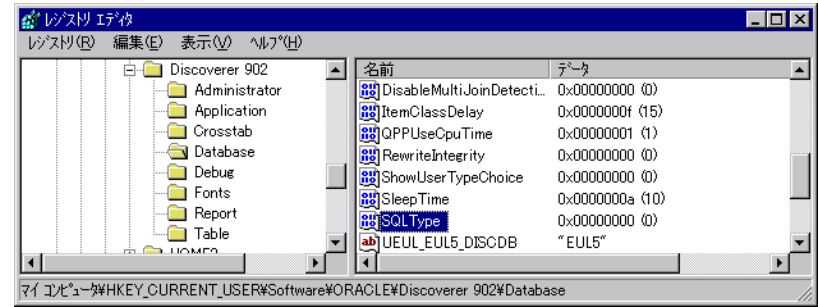 レジストリ エディタ
レジストリ(R) 編集(E) 表示(V) ヘルプ(H)
Discoverer 902
Administrator
Application
Crosstab
Database
Debug
Fonts
Report
Table
名前 データ
DisableMultiJoinDetecti... 0x00000000 (0)
ItemClassDelay 0x0000000f (15)
QPPUseCpuTime 0x00000001 (1)
RewriteIntegrity 0x00000000 (0)
ShowUserTypeChoice 0x00000000 (0)
SleepTime 0x0000000a (10)
SQLType 0x00000000 (0)
UEUL_EUL5_DISCDB "EUL5"
マイ コンピュータ¥HKEY_CURRENT_USER¥Software¥ORACLE¥Discoverer 902¥Database